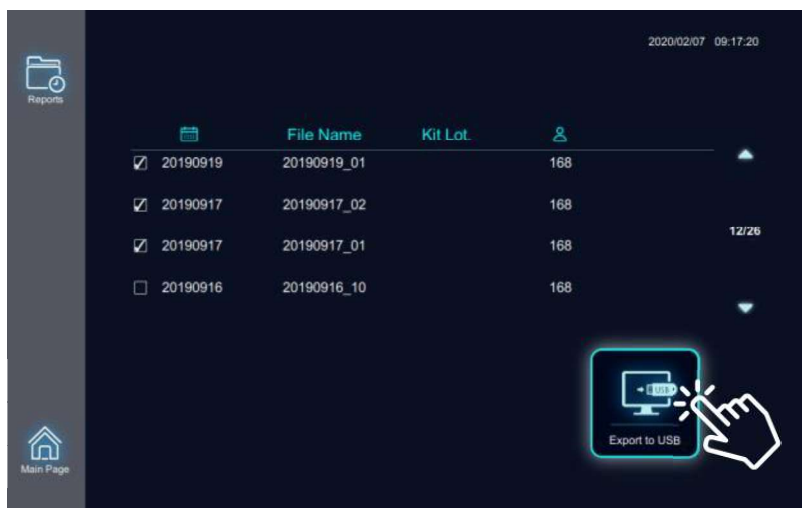 2020/02/07 09:17:20
Reports
File Name Kit Lot.
20190919 20190919_01 168
20190917 20190917_02 168
12/26
20190917 20190917_01 168
20190916 20190916_10 168
USB
Export to USB
Main Page